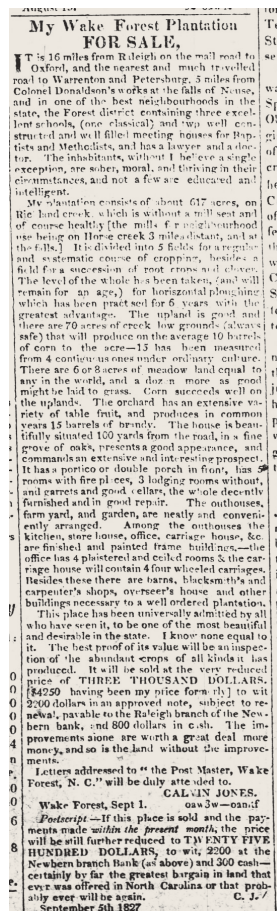 My Wake Forest Plantation
FOR SALE,
IT is 16 miles from Raleigh on the mail road to
Oxford, and the nearest and much travelled
road to Warrenton and Petersburg, 5 miles from
Colonel Donaldson's works at the falls of Neuse,
and in one of the best neighbourhoods in the
state, the Forest district containing three excel-
lent schools, (one classical) and two well con-
structed and well filled meeting houses for Bap-
tists and Methodists, and has a lawyer and a doc-
tor. The inhabitants, without I believe a single
exception, are sober, moral, and thriving in their
circumstances, and not a few are educated and
intelligent.
My plantation consists of about 617 acres, on
Ric land creek, which is without a mill seat and
of course healthy [the mills f r neighbourhood
use being on Horse creek 3 miles distant, and at
the falls.] It is divided into 5 fields for a regular
and systematic course of cropping, besides a
field for a succession of root crops and clover.
The level of the whole has been taken, (and will
remain for an age,) for horizontal ploughing
which has been practised for 6 years with the
greatest advantage. The upland is good and
there are 70 acres of creek low grounds (always
safe) that will produce on the average 10 barrels
of corn to the acre—15 has been measured
from 4 contiguous ones under ordinary culture.
There are 6 or 8 acres of meadow land equal to
any in the world, and a doz n more as good
might be laid to grass. Corn succeeds well on
the uplands. The orchard has an extensive va-
riety of table fruit, and produces in common
years 15 barrels of brandy. The house is beau-
tifully situated 100 yards from the road, in a fine
grove of oaks, presents a good appearance, and
commands an extensive and interesting prospect.
It has a portico or double porch in front, has 5
rooms with fire pl ces, 3 lodging rooms without,
and garrets and good cellars, the whole decently
furnished and in good repair. The outhouses,
farm yard, and garden, are neatly and conveni-
ently arranged. Among the outhouses the
kitchen, store house, office, carriage house, &c.
are finished and painted frame buildings,—the
office has 4 plaistered and ceiled rooms & the car-
riage house will contain 4 four wheeled carriages.
Besides these there are barns, blacksmith's and
carpenter's shops, overseer's house and other
buildings necessary to a well ordered plantation.
This place has been universally admitted by all
who have seen it, to be one of the most beautiful
and desirable in the state. I know none equal to
it. The best proof of its value will be an inspec-
tion of the abundant crops of all kinds it has
produced. It will be sold at the very reduced
price of THREE THOUSAND DOLLARS.
[$4250 having been my price formerly] to wit
2200 dollars in an approved note, subject to re-
newal, payable to the Raleigh branch of the New-
bern bank, and 800 dollars in cash. The im-
provements alone are worth a great deal more
money, and so is the land without the improve-
ments.
Letters addressed to "the Post Master, Wake
Forest, N. C." will be duly attended to.
CALVIN JONES.
Wake Forest, Sept 1. oaw3w—oamtf
Postscript—If this place is sold and the pay-
ments made within the present month, the price
will be still further reduced to TWENTY FIVE
HUNDRED DOLLARS, to wit, 2200 at the
Newbern branch Bank (as above) and 300 cash—
certainly by far the greatest bargain in land that
ever was offered in North Carolina or that prob-
ably ever will be again. C. J.
September 5th 1827